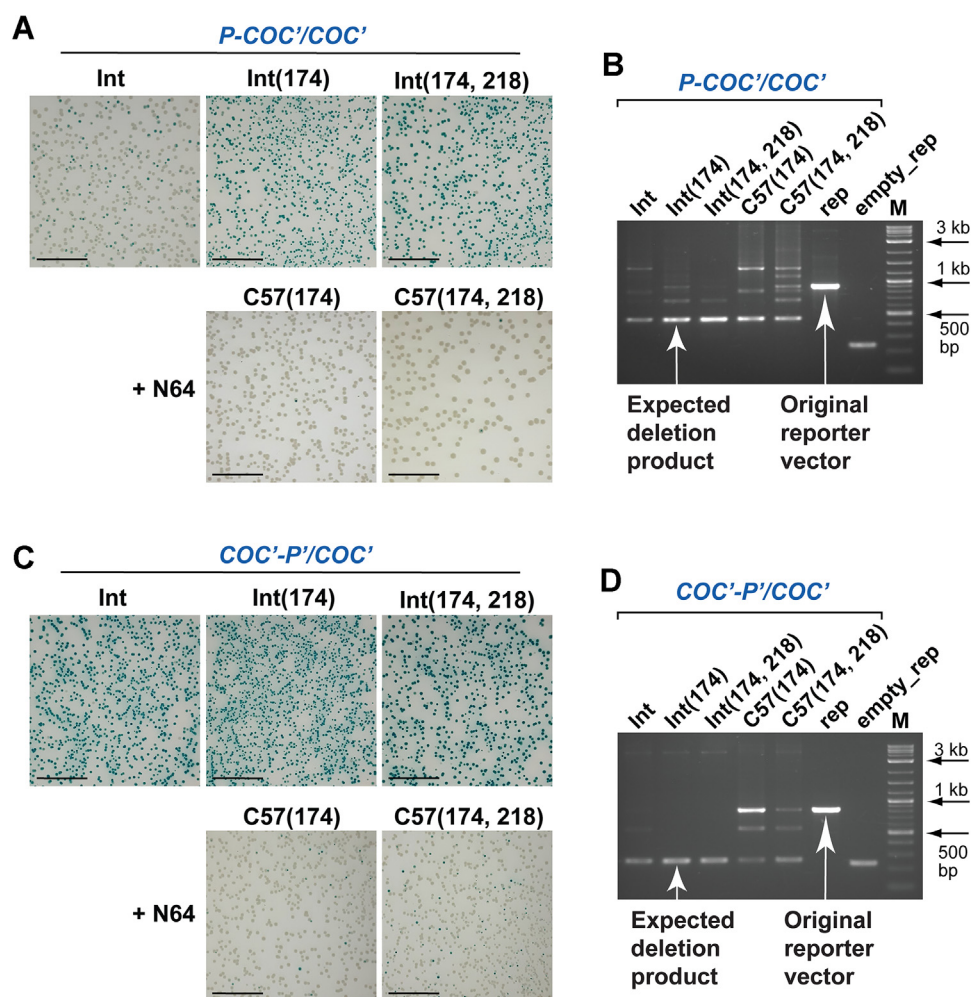 A
P-COC’/COC’
Int
Int(174)
Int(174, 218)
C57(174)
C57(174, 218)
+ N64
B
P-COC’/COC’
Int
Int(174)
Int(174, 218)
C57(174)
C57(174, 218)
rep
empty_rep
M
3 kb
1 kb
500
bp
Expected
deletion
product
Original
reporter
vector
C
COC’-P’/COC’
Int
Int(174)
Int(174, 218)
C57(174)
C57(174, 218)
+ N64
D
COC’-P’/COC’
Int
Int(174)
Int(174, 218)
C57(174)
C57(174, 218)
rep
empty_rep
M
3 kb
1 kb
500
bp
Expected
deletion
product
Original
reporter
vector